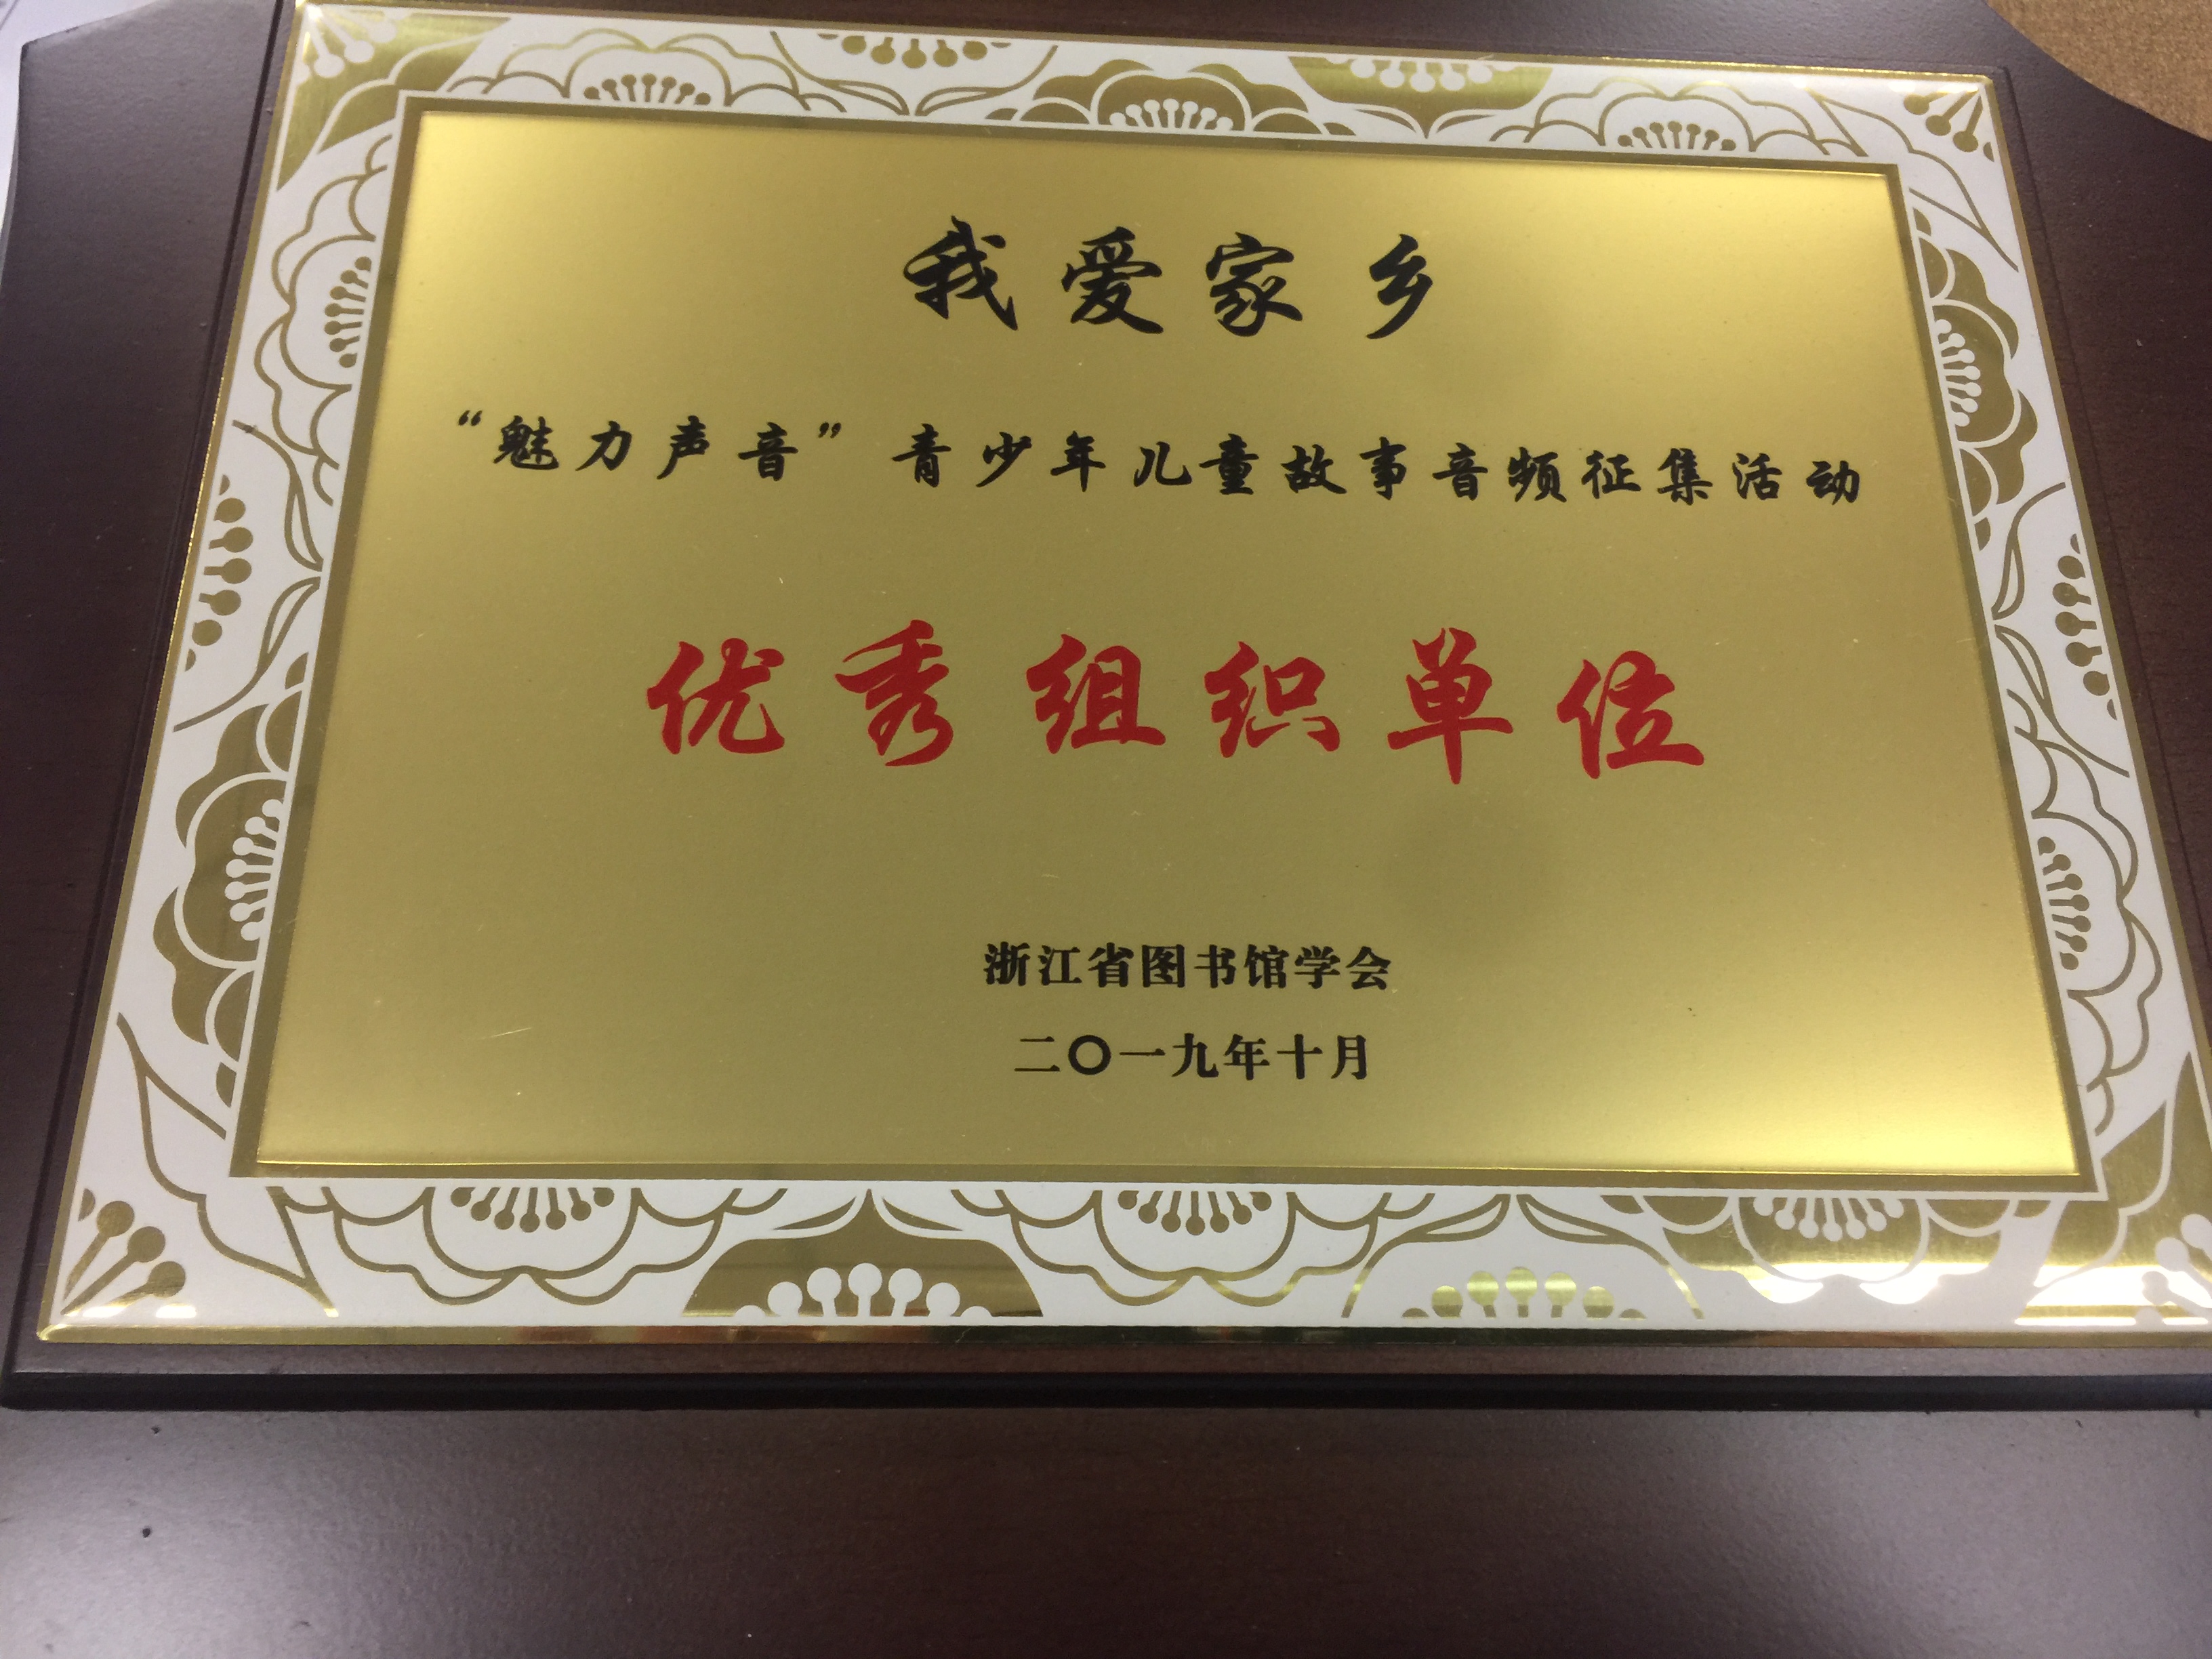 我爱家乡
“魅力声音”青少年儿童故事音频征集活动
优秀组织单位
浙江省图书馆学会
二〇一九年十月